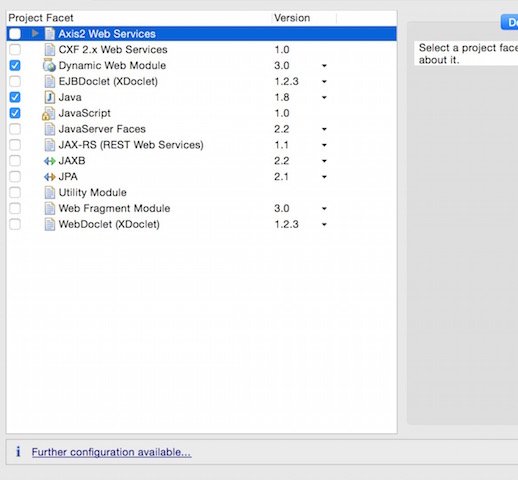 Project Facet Version
Axis2 Web Services
CXF 2.x Web Services 1.0
Dynamic Web Module 3.0
EJBDoclet (XDoclet) 1.2.3
Java 1.8
JavaScript 1.0
JavaServer Faces 2.2
JAX-RS (REST Web Services) 1.1
JAXB 2.2
JPA 2.1
Utility Module
Web Fragment Module 3.0
WebDoclet (XDoclet) 1.2.3
Select a project face
about it.
Further configuration available...